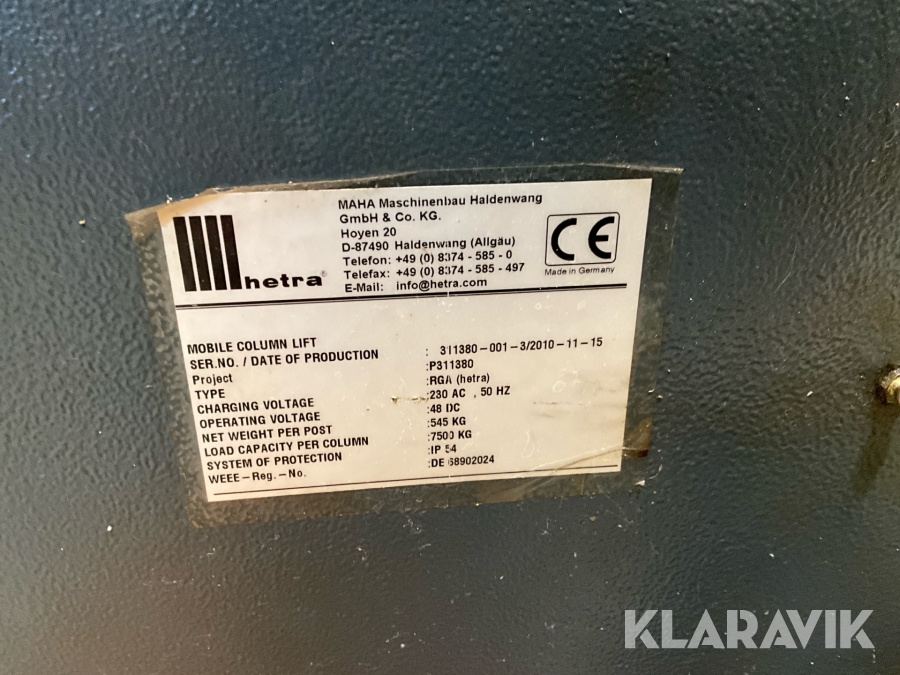 hetra®
MAHA Maschinenbau Haldenwang
GmbH & Co. KG.
Hoyen 20
D-87490 Haldenwang (Allgäu)
Telefon: +49 (0) 8374 - 585 - 0
Telefax: +49 (0) 8374 - 585 - 497
E-Mail: info@hetra.com
CE
Made in Germany
MOBILE COLUMN LIFT
SER.NO. / DATE OF PRODUCTION : 311380-001-3/2010-11-15
Project :P311380
TYPE :RGA (hetra)
CHARGING VOLTAGE :230 AC , 50 HZ
OPERATING VOLTAGE :48 DC
NET WEIGHT PER POST :545 KG
LOAD CAPACITY PER COLUMN :7500 KG
SYSTEM OF PROTECTION :IP 54
WEEE-Reg.-No. :DE 68902024
KLARAVIK